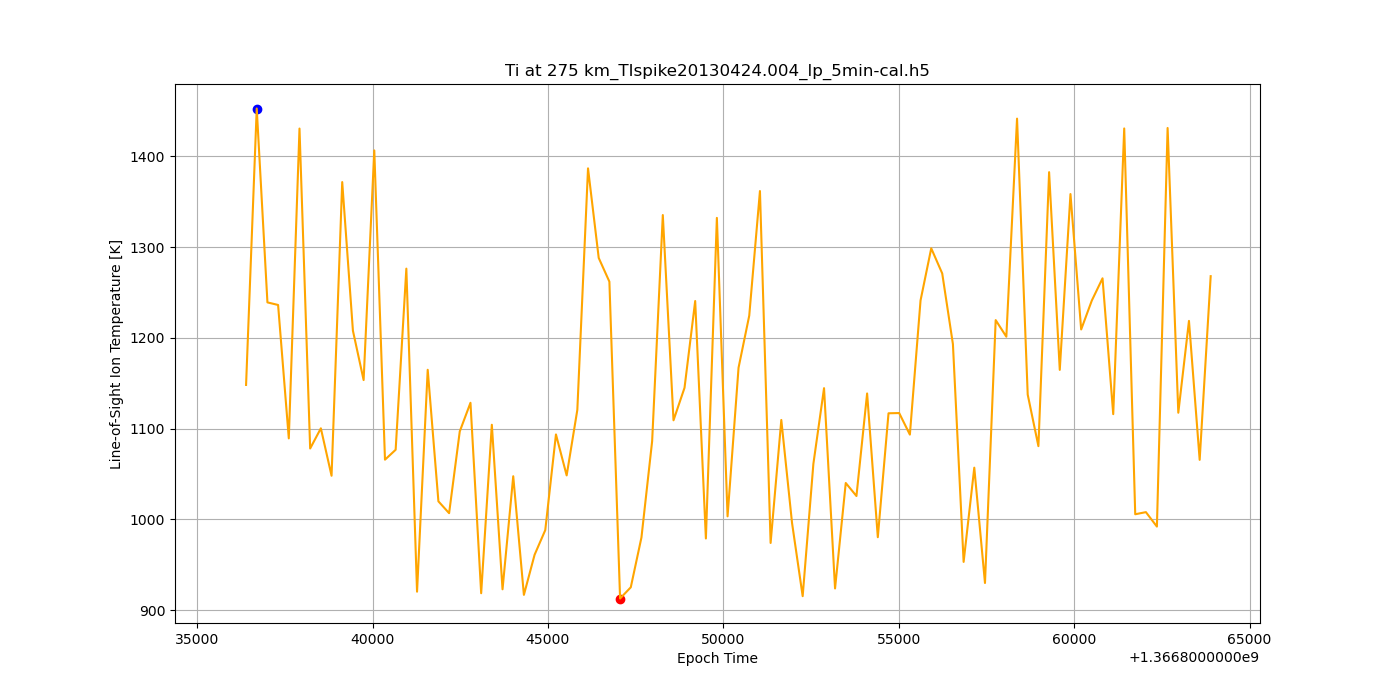 Ti at 275 km_TIspike20130424.004_lp_5min-cal.h5
Line-of-Sight Ion Temperature [K]
1400
1300
1200
1100
1000
900
35000 40000 45000 50000 55000 60000 65000
Epoch Time
+1.3668000000e9